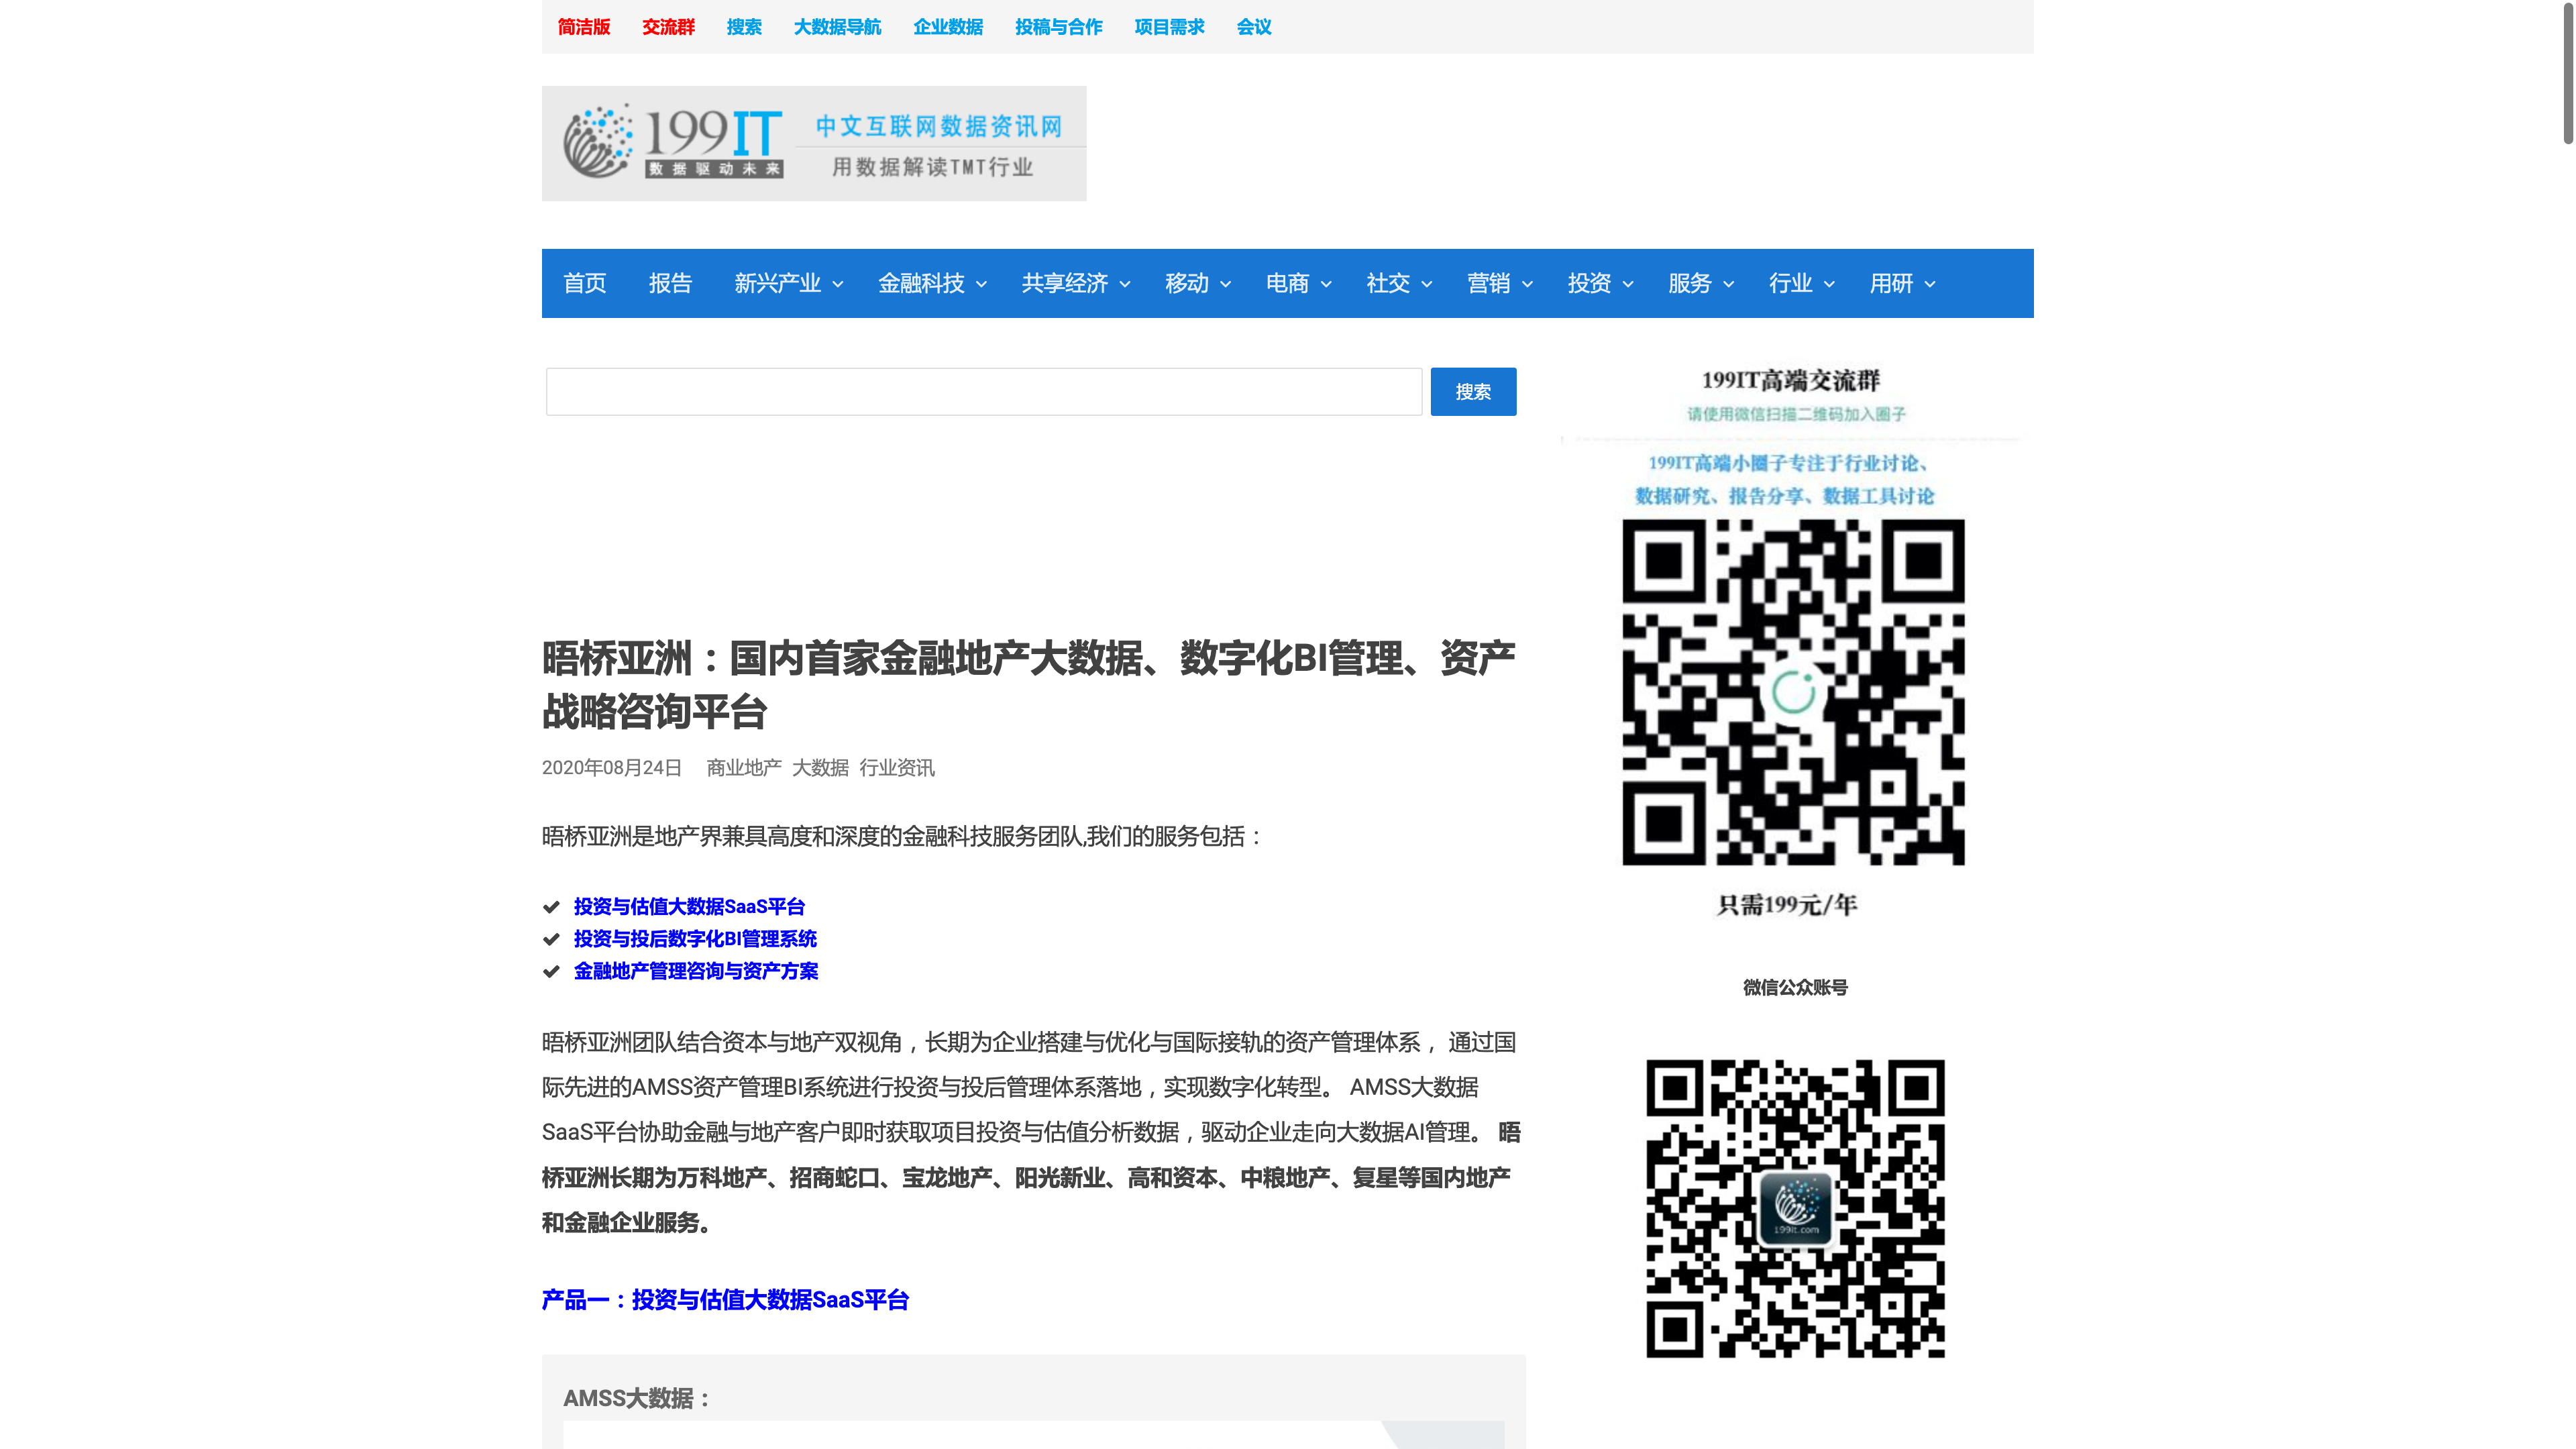 简洁版 交流群 搜索 大数据导航 企业数据 投稿与合作 项目需求 会议
199IT 中文互联网数据资讯网
数据驱动未来 用数据解读TMT行业
首页 报告 新兴产业 金融科技 共享经济 移动 电商 社交 营销 投资 服务 行业 用研
搜索
晤桥亚洲：国内首家金融地产大数据、数字化BI管理、资产
战略咨询平台
2020年08月24日 商业地产 大数据 行业资讯
晤桥亚洲是地产界兼具高度和深度的金融科技服务团队,我们的服务包括：
投资与估值大数据SaaS平台
投资与投后数字化BI管理系统
金融地产管理咨询与资产方案
晤桥亚洲团队结合资本与地产双视角，长期为企业搭建与优化与国际接轨的资产管理体系， 通过国
际先进的AMSS资产管理BI系统进行投资与投后管理体系落地，实现数字化转型。 AMSS大数据
SaaS平台协助金融与地产客户即时获取项目投资与估值分析数据，驱动企业走向大数据AI管理。 晤
桥亚洲长期为万科地产、招商蛇口、宝龙地产、阳光新业、高和资本、中粮地产、复星等国内地产
和金融企业服务。
产品一：投资与估值大数据SaaS平台
AMSS大数据：
199IT高端交流群
请使用微信扫描二维码加入圈子
199IT高端小圈子专注于行业讨论、
数据研究、报告分享、数据工具讨论
只需199元/年
微信公众账号
199it.com